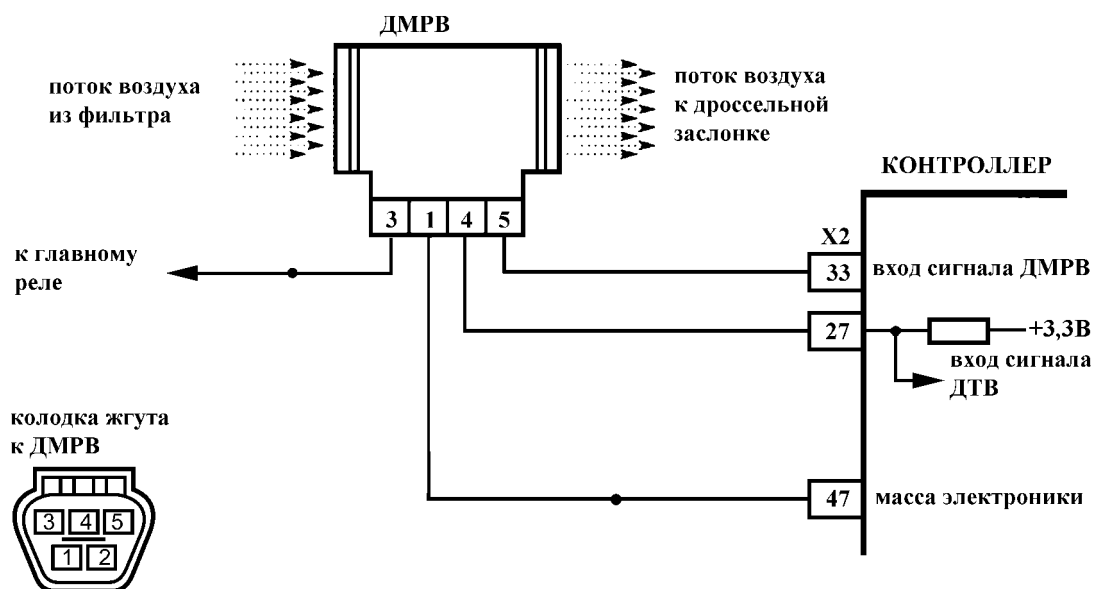 ДМРВ
поток воздуха
из фильтра
поток воздуха
к дроссельной
заслонке
КОНТРОЛЛЕР
3 1 4 5
X2
к главному
реле
33
вход сигнала ДМРВ
27
+3,3В
вход сигнала
ДТВ
колодка жгута
к ДМРВ
47
масса электроники
3 4 5
1 2